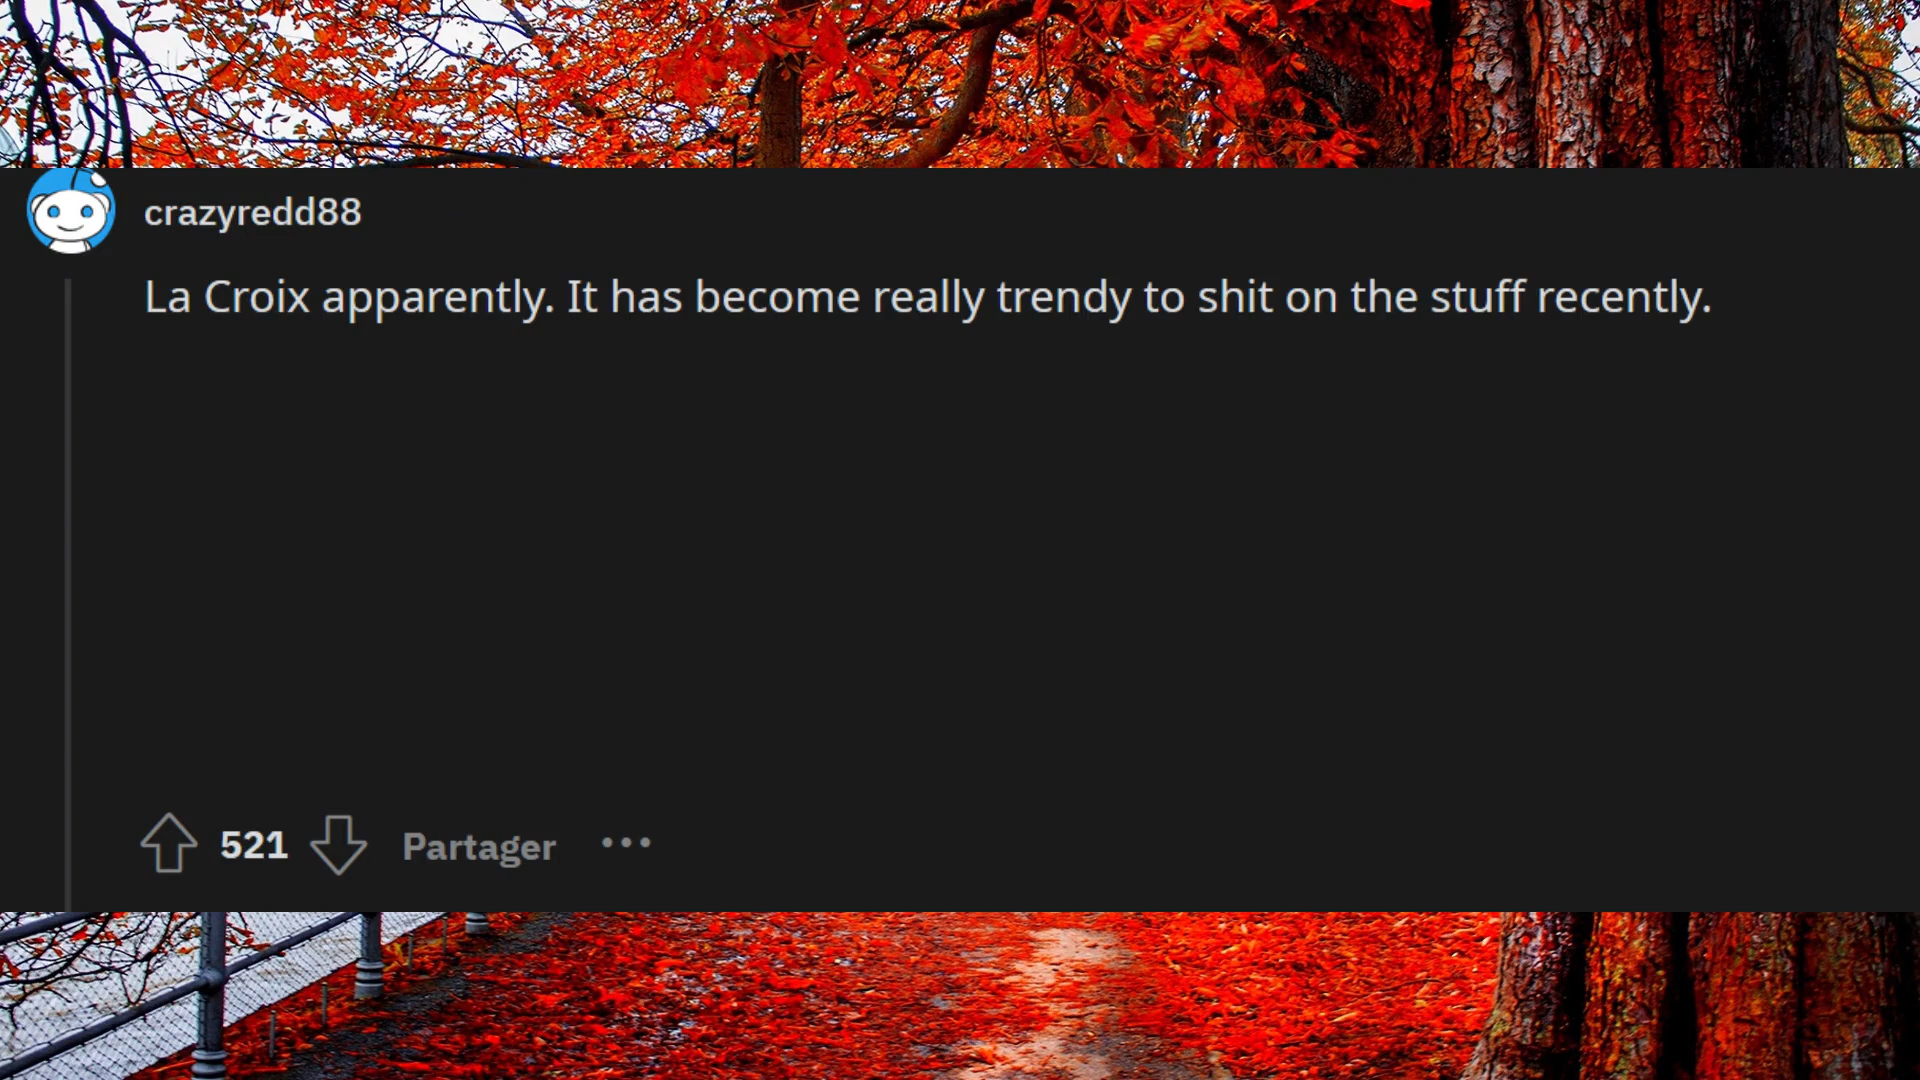 crazyredd88
La Croix apparently. It has become really trendy to shit on the stuff recently.
521 Partager ...